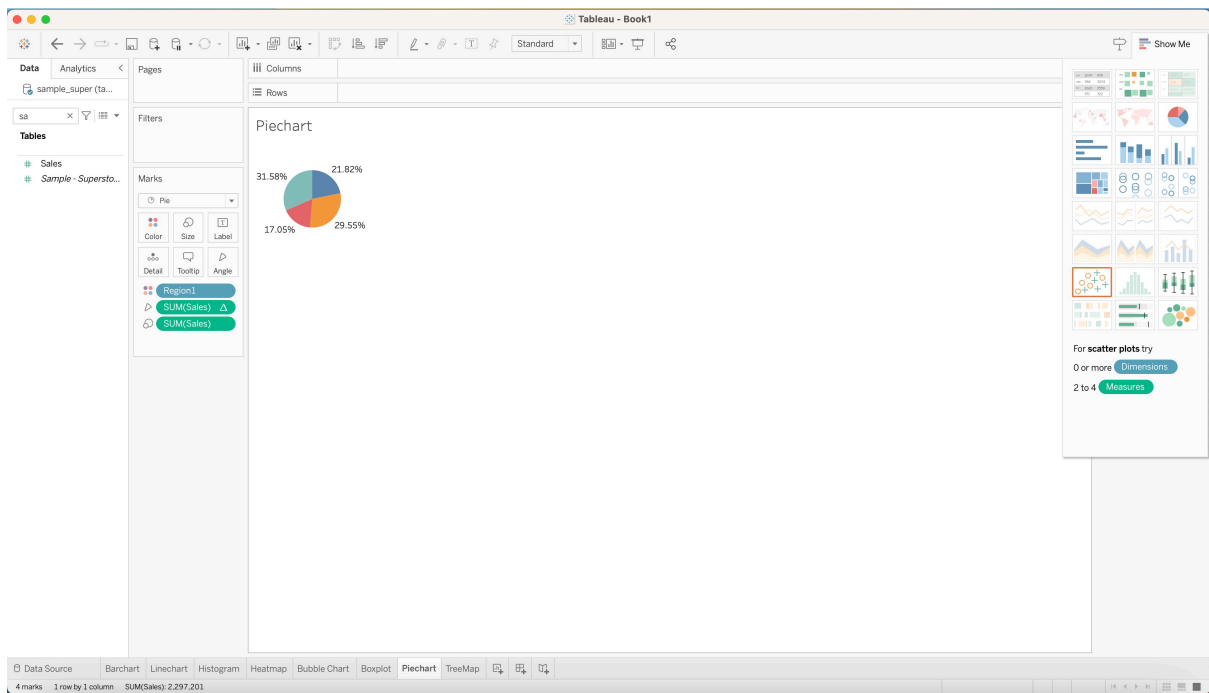 Tableau - Book1
Standard
Show Me
Data
Analytics
Pages
Columns
sample_super (ta...
Rows
sa
Filters
Tables
Piechart
Sales
Sample - Supersto...
Marks
Pie
Color
Size
Label
Detail
Tooltip
Angle
Region1
SUM(Sales)
SUM(Sales)
31.58%
21.82%
17.05%
29.55%
For scatter plots try
0 or more Dimensions
2 to 4 Measures
Data Source
Barchart
Linechart
Histogram
Heatmap
Bubble Chart
Boxplot
Piechart
TreeMap
4 marks
1 row by 1 column
SUM(Sales): 2,297,201